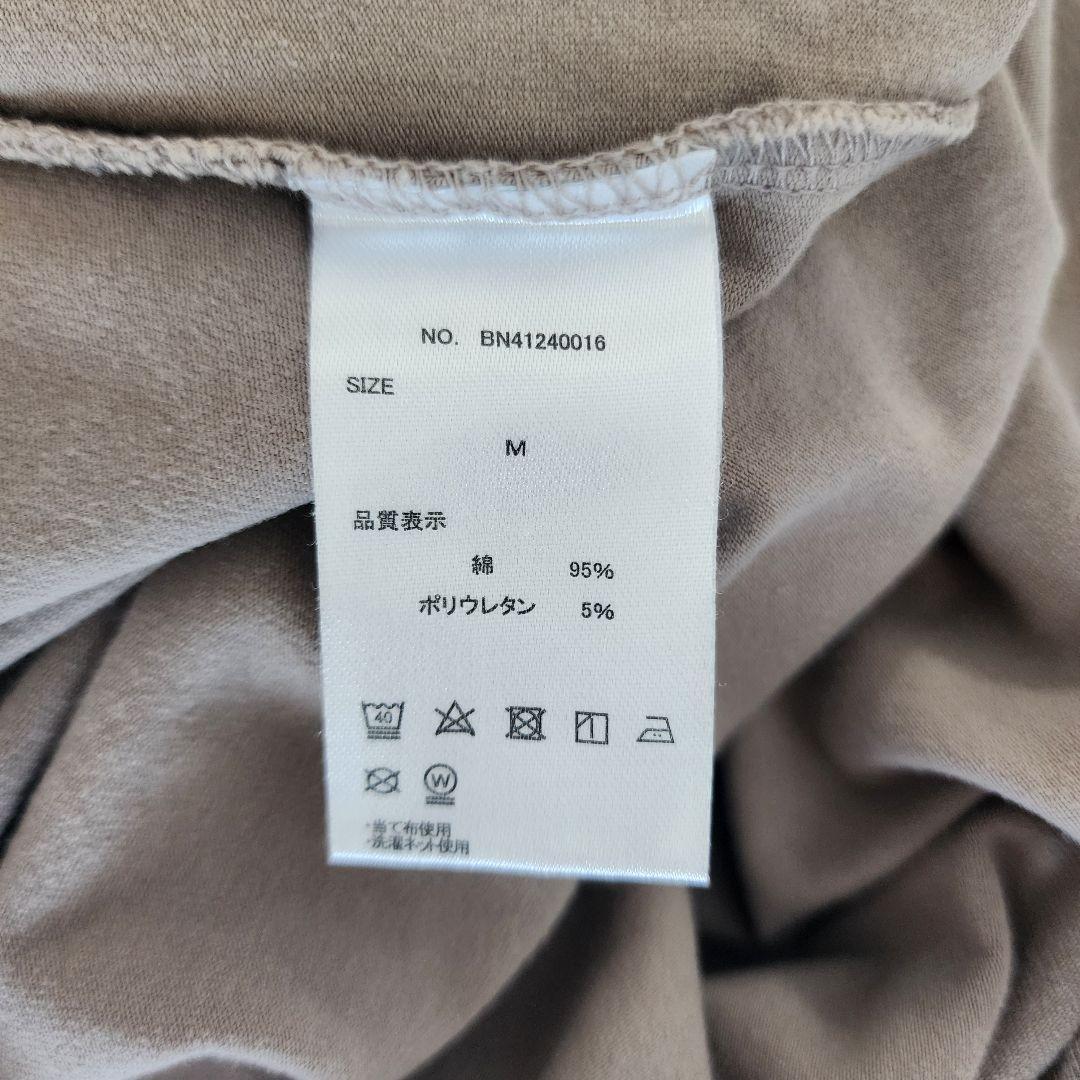 NO. BN41240016
SIZE
M
品質表示
綿 95%
ポリウレタン 5%
40
W
・当て布使用
・洗濯ネット使用